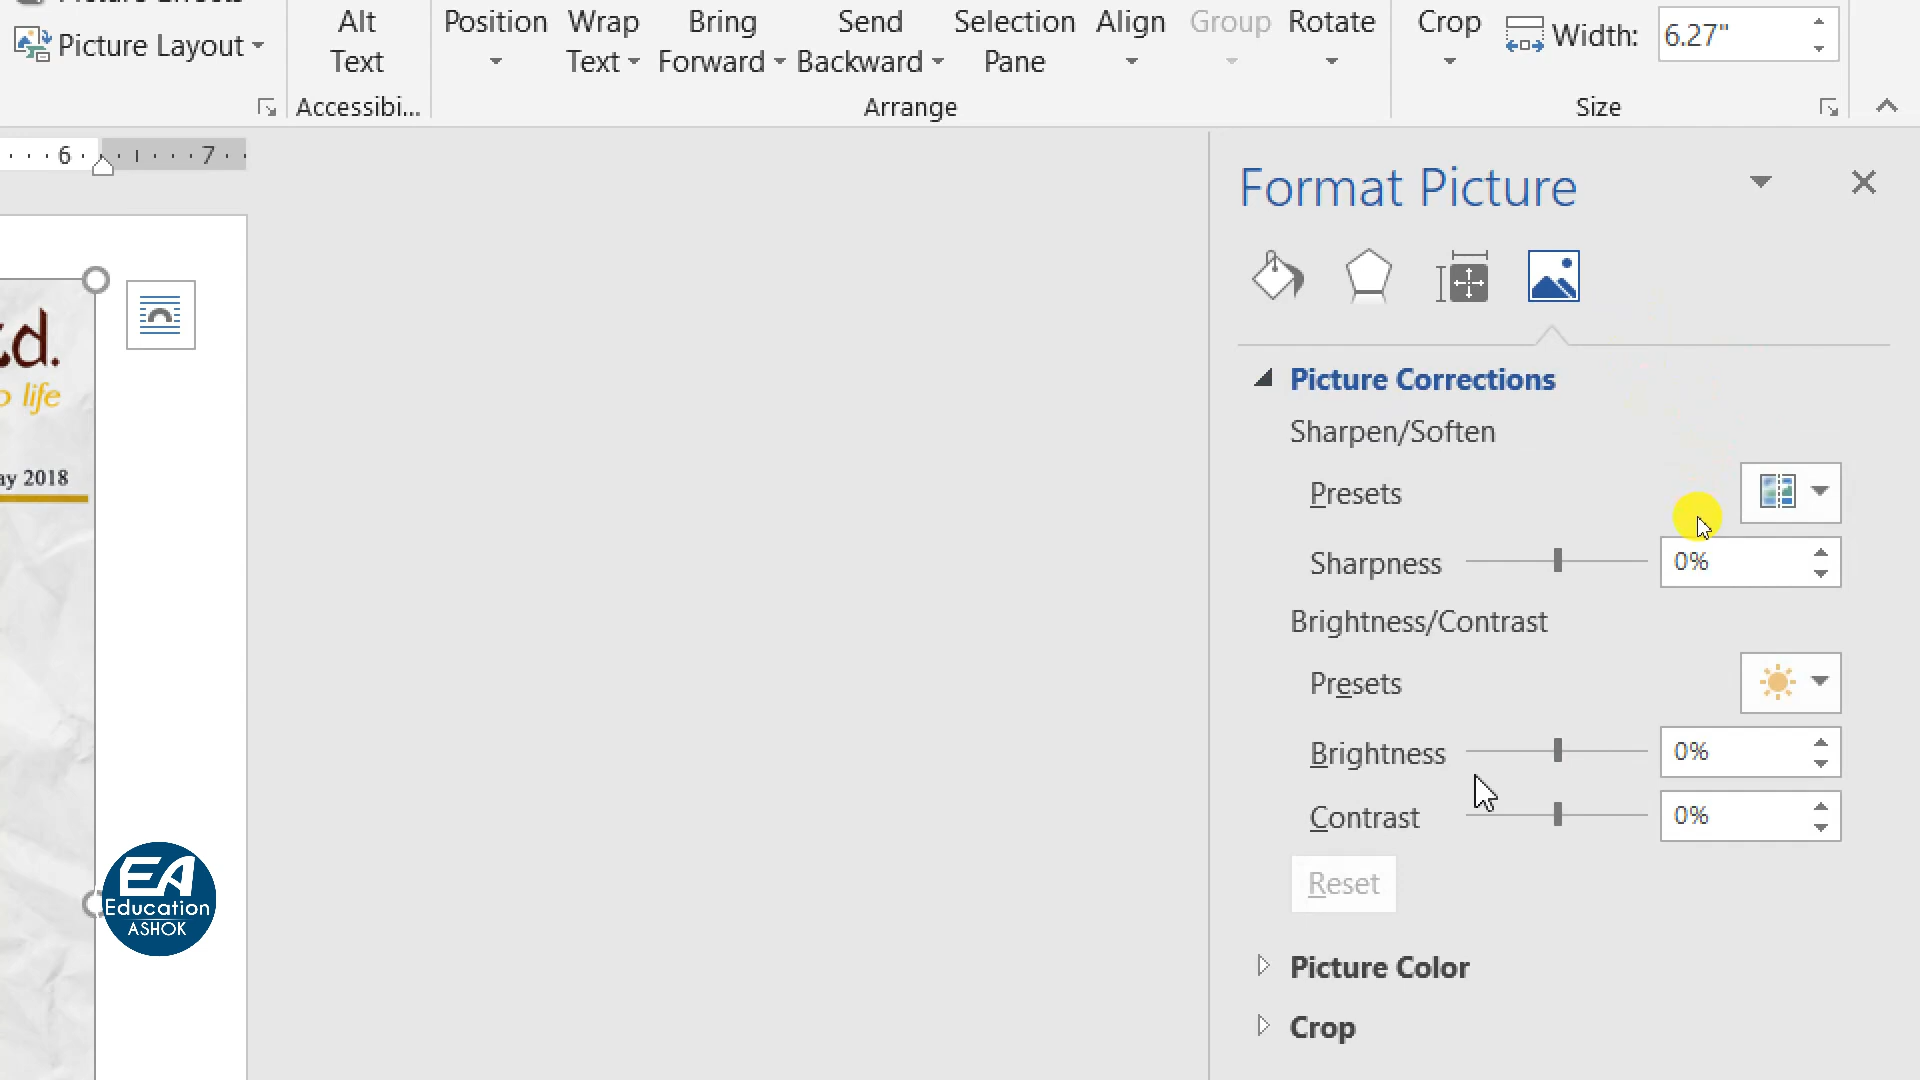 Picture Layout
Alt
Text
Position
Wrap
Text
Bring
Forward
Send
Backward
Selection
Pane
Align
Group
Rotate
Crop
Width: 6.27"
Accessibi...
Arrange
Size
6 7
Format Picture
d.
o life
ay 2018
Picture Corrections
Sharpen/Soften
Presets
Sharpness 0%
Brightness/Contrast
Presets
Brightness 0%
Contrast 0%
Reset
Picture Color
Crop
EA
Education
ASHOK